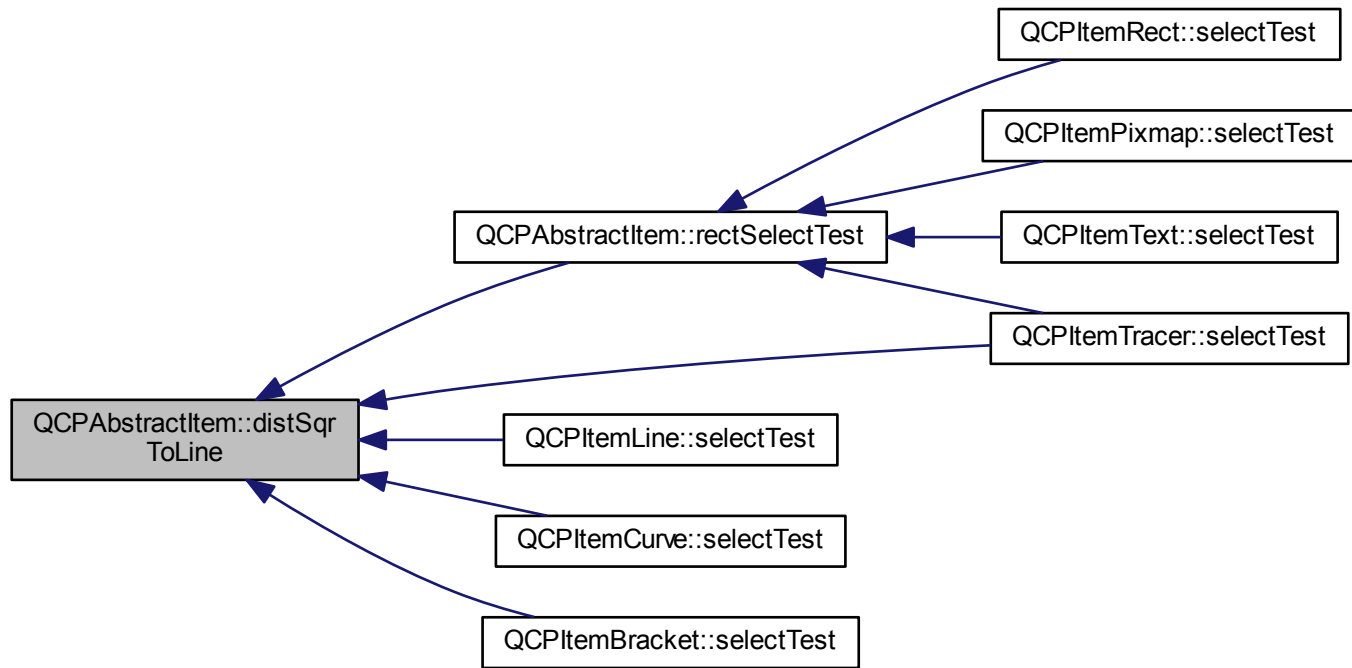 QCPItemRect::selectTest
QCPItemPixmap::selectTest
QCPAbstractItem::rectSelectTest
QCPItemText::selectTest
QCPItemTracer::selectTest
QCPAbstractItem::distSqr
ToLine
QCPItemLine::selectTest
QCPItemCurve::selectTest
QCPItemBracket::selectTest